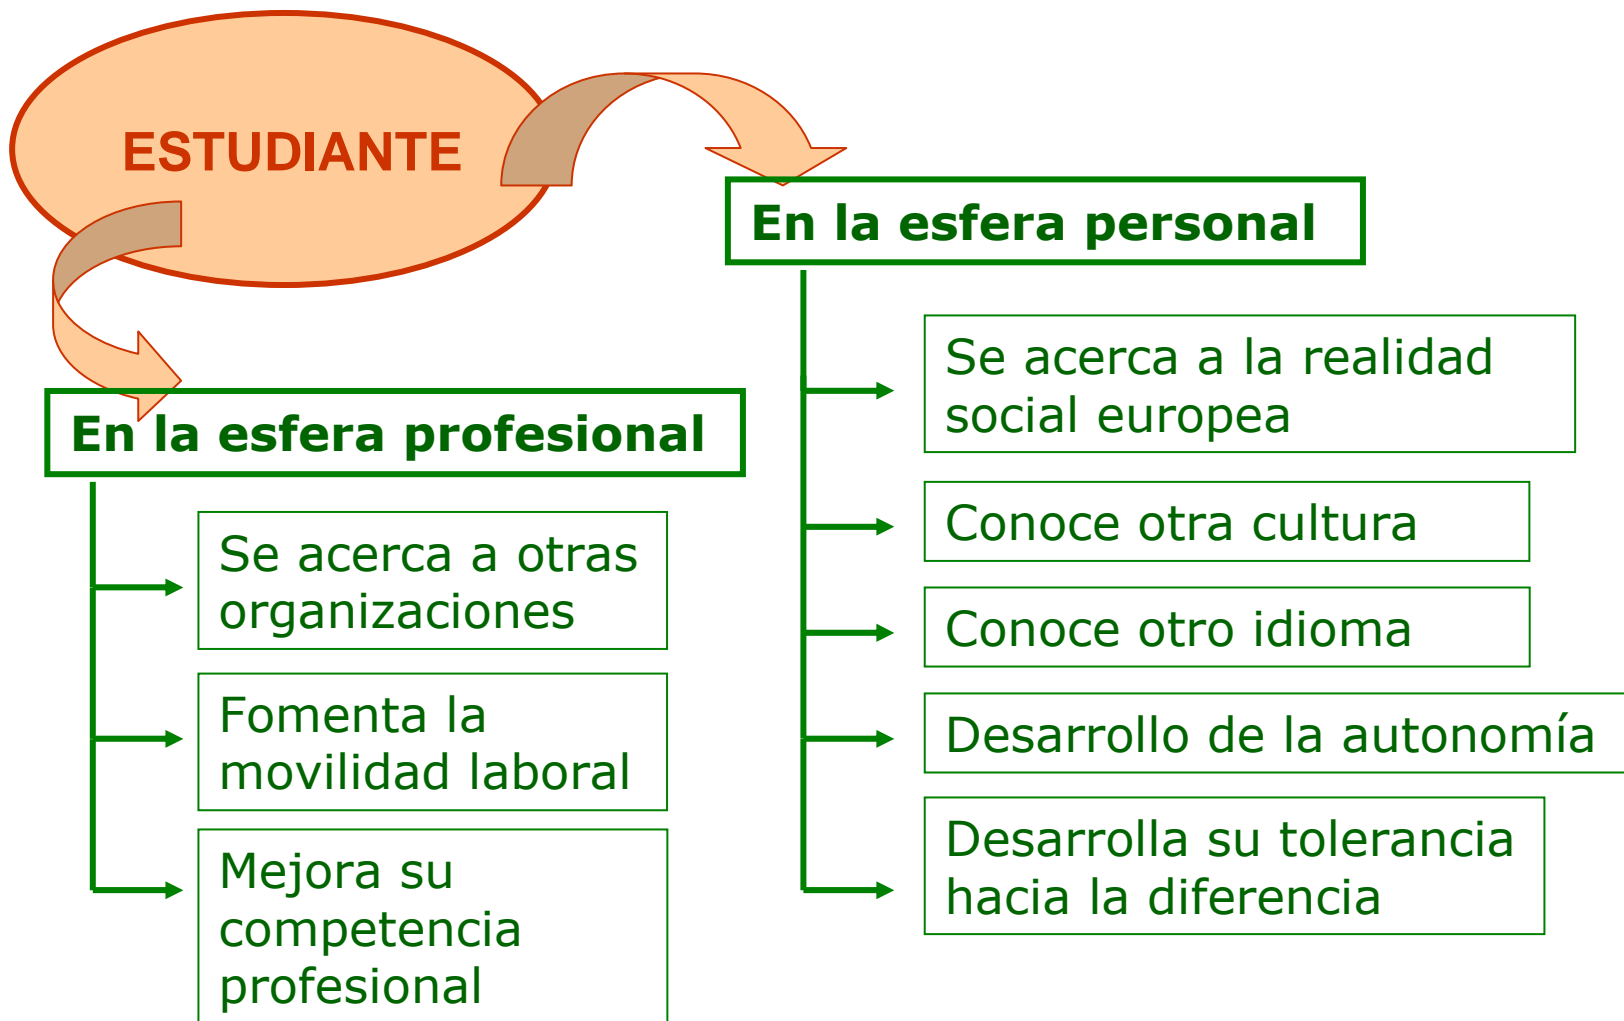 ESTUDIANTE
En la esfera profesional
Se acerca a otras
organizaciones
Fomenta la
movilidad laboral
Mejora su
competencia
profesional
En la esfera personal
Se acerca a la realidad
social europea
Conoce otra cultura
Conoce otro idioma
Desarrollo de la autonomía
Desarrolla su tolerancia
hacia la diferencia